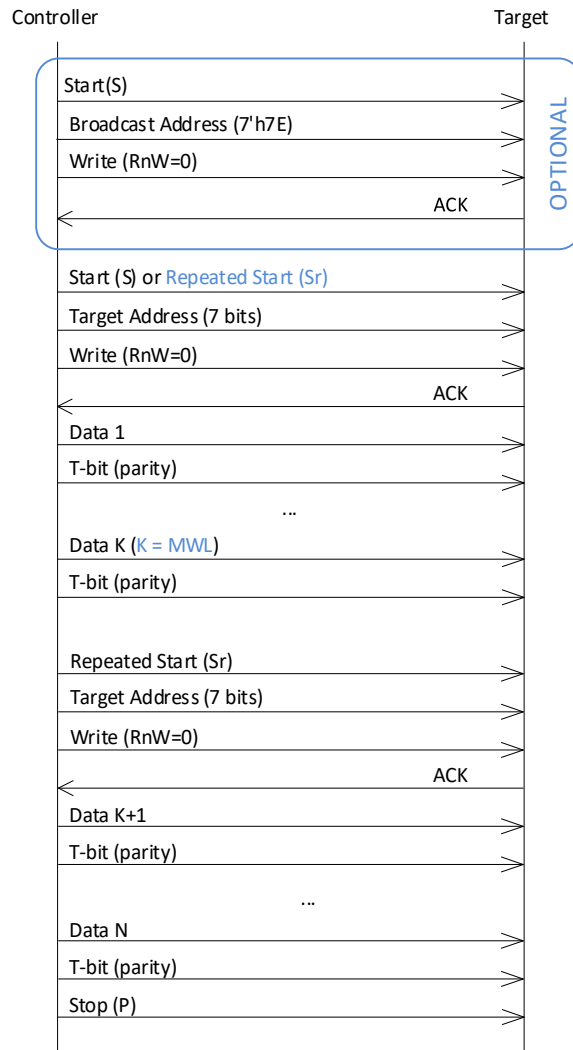 Controller Target
Start(S)
Broadcast Address (7'h7E)
Write (RnW=0)
ACK
OPTIONAL
Start (S) or Repeated Start (Sr)
Target Address (7 bits)
Write (RnW=0)
ACK
Data 1
T-bit (parity)
...
Data K (K = MWL)
T-bit (parity)
Repeated Start (Sr)
Target Address (7 bits)
Write (RnW=0)
ACK
Data K+1
T-bit (parity)
...
Data N
T-bit (parity)
Stop (P)